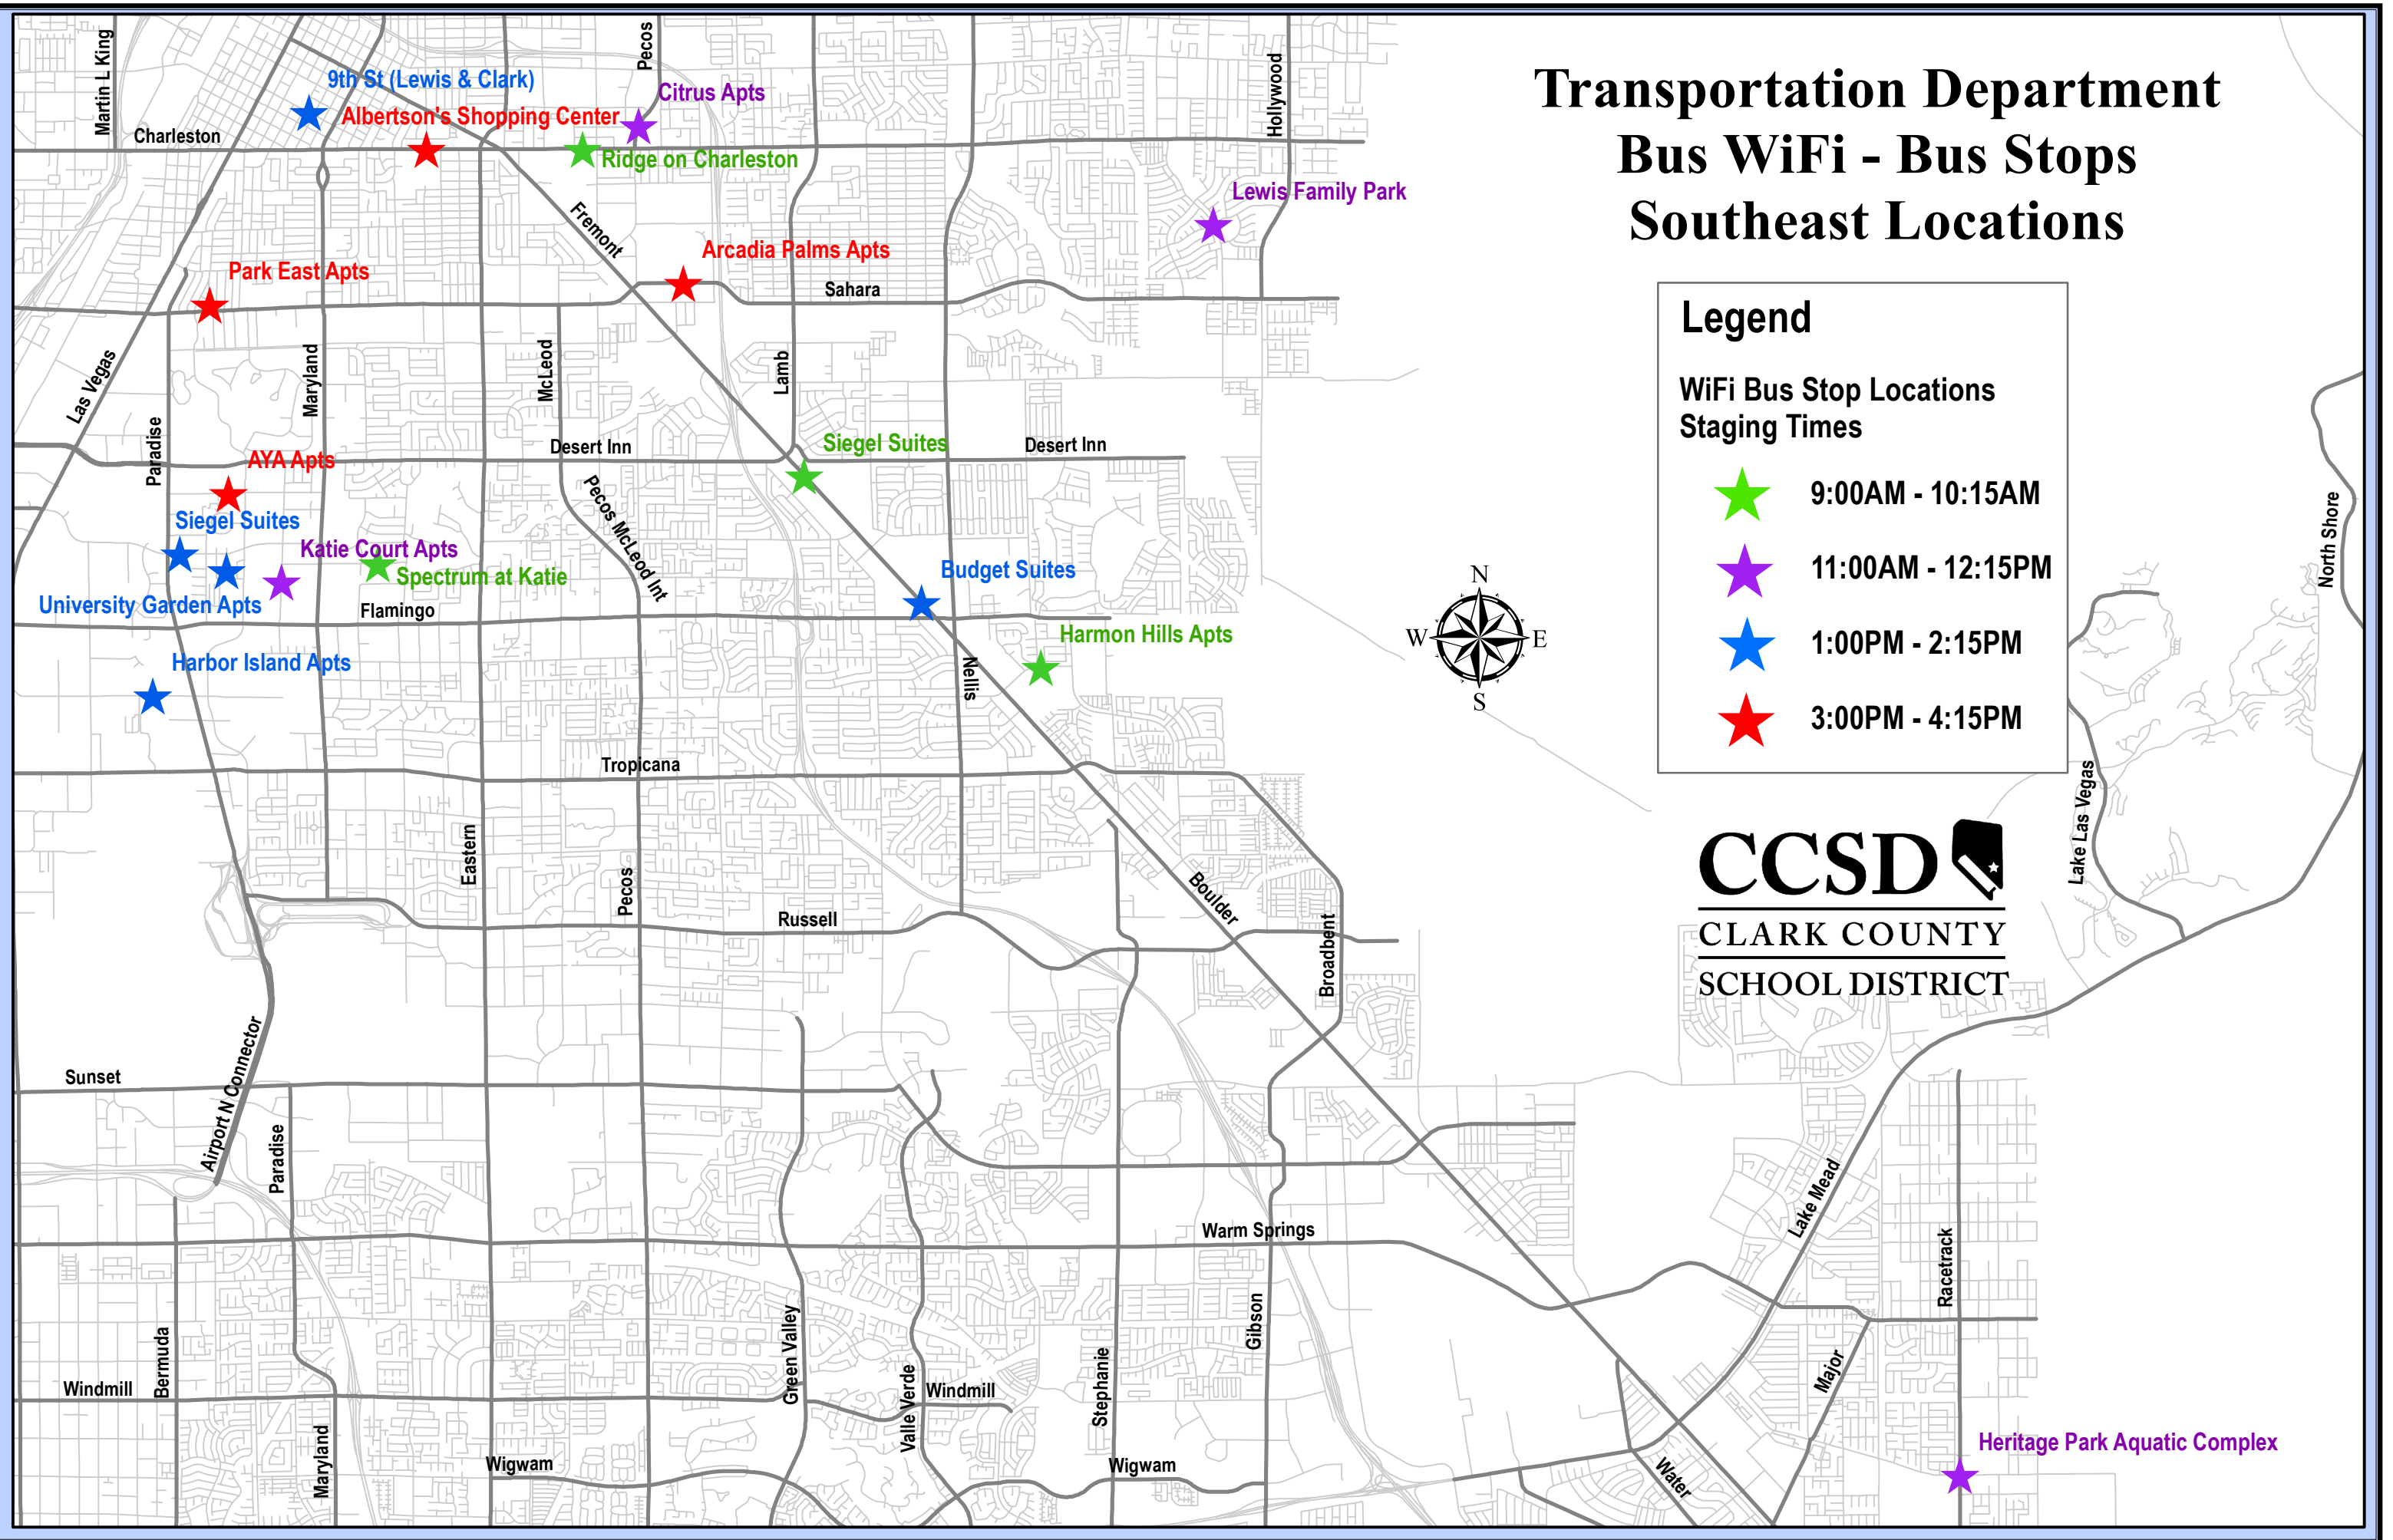 Transportation Department
Bus WiFi - Bus Stops
Southeast Locations
Legend
WiFi Bus Stop Locations
Staging Times
9:00AM - 10:15AM
11:00AM - 12:15PM
1:00PM - 2:15PM
3:00PM - 4:15PM
N
W
E
S
CCSD
CLARK COUNTY
SCHOOL DISTRICT
Martin L King
Pecos
Hollywood
9th St (Lewis & Clark)
Citrus Apts
Albertson's Shopping Center
Charleston
Ridge on Charleston
Lewis Family Park
Fremont
Arcadia Palms Apts
Park East Apts
Sahara
Las Vegas
Maryland
McLeod
Lamb
Paradise
Desert Inn
Siegel Suites
Desert Inn
AYA Apts
Pecos McLeod Int
Siegel Suites
Katie Court Apts
Spectrum at Katie
Budget Suites
University Garden Apts
Flamingo
Harmon Hills Apts
Harbor Island Apts
Nellis
North Shore
Tropicana
Lake Las Vegas
Eastern
Pecos
Boulder
Russell
Broadbent
Airport N Connector
Sunset
Paradise
Lake Mead
Warm Springs
Racetrack
Bermuda
Green Valley
Gibson
Windmill
Valle Verde
Windmill
Stephanie
Major
Maryland
Wigwam
Wigwam
Water
Heritage Park Aquatic Complex